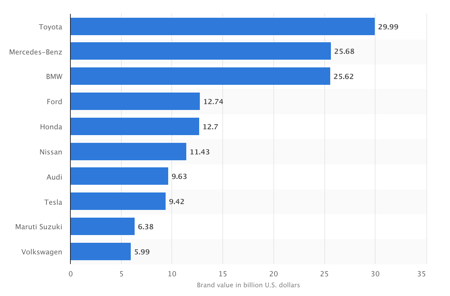 Toyota 29.99
Mercedes-Benz 25.68
BMW 25.62
Ford 12.74
Honda 12.7
Nissan 11.43
Audi 9.63
Tesla 9.42
Maruti Suzuki 6.38
Volkswagen 5.99
0 5 10 15 20 25 30 35
Brand value in billion U.S. dollars